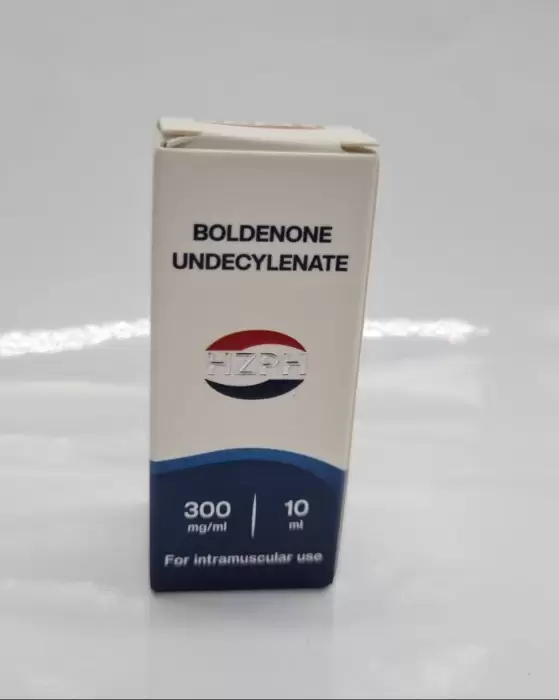 BOLDENONE
UNDECYLENATE
HZPH
300 | 10
mg/ml ml
For intramuscular use